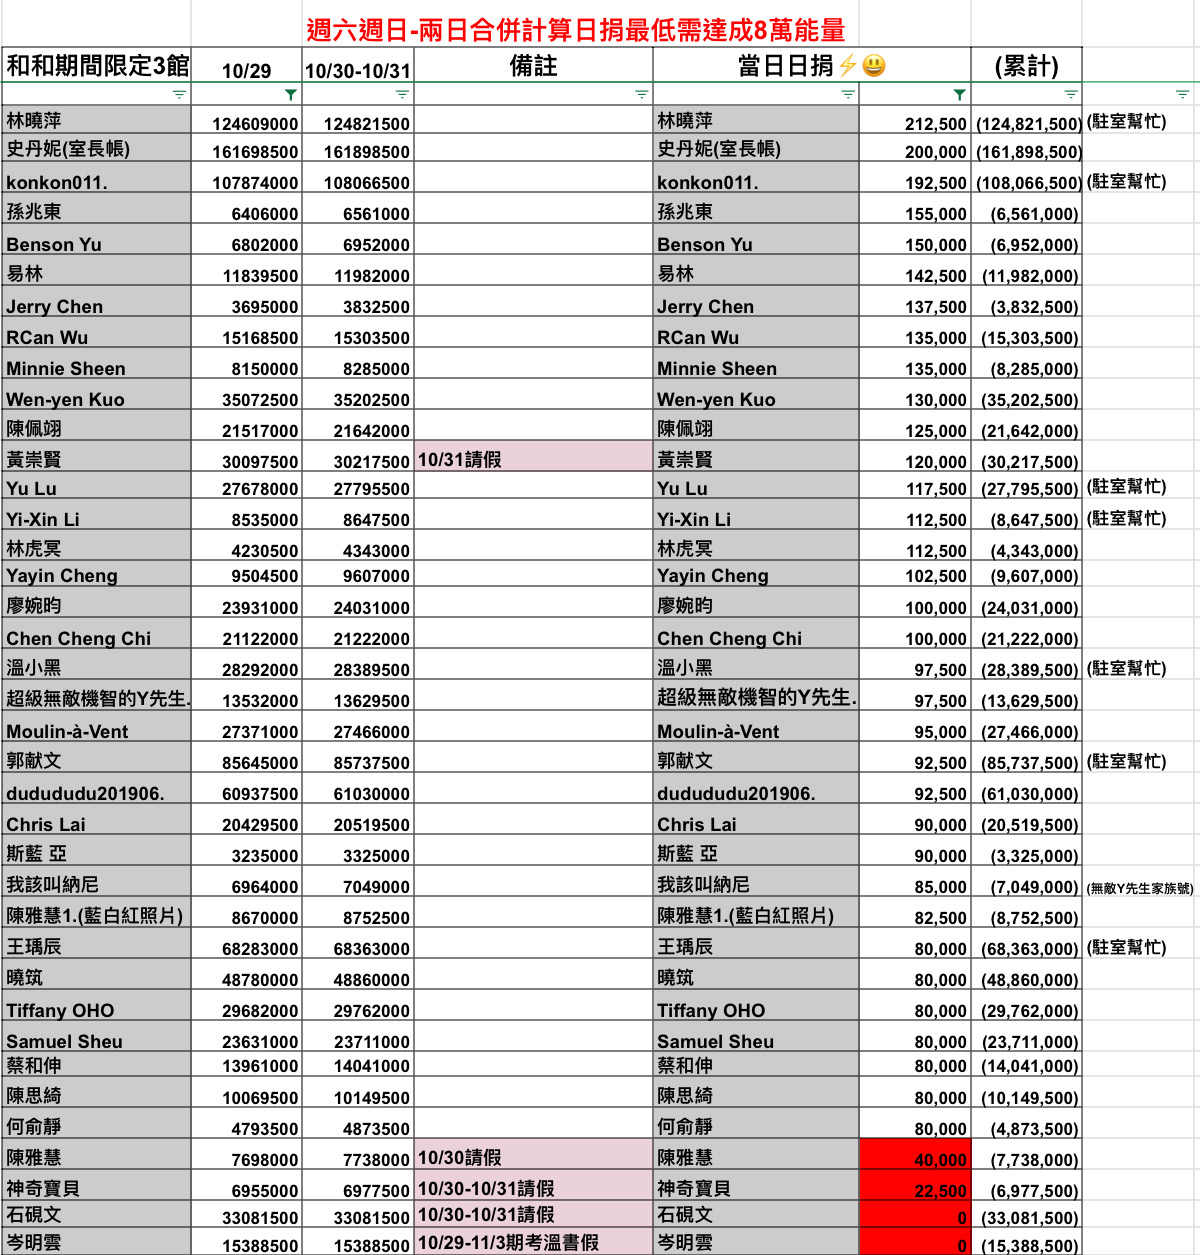 週六週日-兩日合併計算日捐最低需達成8萬能量
和和期間限定3館 10/29 10/30-10/31 備註 當日日捐⚡😃 (累計)
林曉萍 124609000 124821500 林曉萍 212,500 (124,821,500) (駐室幫忙)
史丹妮(室長帳) 161698500 161898500 史丹妮(室長帳) 200,000 (161,898,500)
konkon011. 107874000 108066500 konkon011. 192,500 (108,066,500) (駐室幫忙)
孫兆東 6406000 6561000 孫兆東 155,000 (6,561,000)
Benson Yu 6802000 6952000 Benson Yu 150,000 (6,952,000)
易林 11839500 11982000 易林 142,500 (11,982,000)
Jerry Chen 3695000 3832500 Jerry Chen 137,500 (3,832,500)
RCan Wu 15168500 15303500 RCan Wu 135,000 (15,303,500)
Minnie Sheen 8150000 8285000 Minnie Sheen 135,000 (8,285,000)
Wen-yen Kuo 35072500 35202500 Wen-yen Kuo 130,000 (35,202,500)
陳佩翊 21517000 21642000 陳佩翊 125,000 (21,642,000)
黃崇賢 30097500 30217500 10/31請假 黃崇賢 120,000 (30,217,500)
Yu Lu 27678000 27795500 Yu Lu 117,500 (27,795,500) (駐室幫忙)
Yi-Xin Li 8535000 8647500 Yi-Xin Li 112,500 (8,647,500) (駐室幫忙)
林虎冥 4230500 4343000 林虎冥 112,500 (4,343,000)
Yayin Cheng 9504500 9607000 Yayin Cheng 102,500 (9,607,000)
廖婉昀 23931000 24031000 廖婉昀 100,000 (24,031,000)
Chen Cheng Chi 21122000 21222000 Chen Cheng Chi 100,000 (21,222,000)
溫小黑 28292000 28389500 溫小黑 97,500 (28,389,500) (駐室幫忙)
超級無敵機智的Y先生. 13532000 13629500 超級無敵機智的Y先生. 97,500 (13,629,500)
Moulin-à-Vent 27371000 27466000 Moulin-à-Vent 95,000 (27,466,000)
郭献文 85645000 85737500 郭献文 92,500 (85,737,500) (駐室幫忙)
dudududu201906. 60937500 61030000 dudududu201906. 92,500 (61,030,000)
Chris Lai 20429500 20519500 Chris Lai 90,000 (20,519,500)
斯藍 亞 3235000 3325000 斯藍 亞 90,000 (3,325,000)
我該叫納尼 6964000 7049000 我該叫納尼 85,000 (7,049,000) (無敵Y先生家族號)
陳雅慧1.(藍白紅照片) 8670000 8752500 陳雅慧1.(藍白紅照片) 82,500 (8,752,500)
王瑀辰 68283000 68363000 王瑀辰 80,000 (68,363,000) (駐室幫忙)
曉筑 48780000 48860000 曉筑 80,000 (48,860,000)
Tiffany OHO 29682000 29762000 Tiffany OHO 80,000 (29,762,000)
Samuel Sheu 23631000 23711000 Samuel Sheu 80,000 (23,711,000)
蔡和伸 13961000 14041000 蔡和伸 80,000 (14,041,000)
陳思綺 10069500 10149500 陳思綺 80,000 (10,149,500)
何俞靜 4793500 4873500 何俞靜 80,000 (4,873,500)
陳雅慧 7698000 7738000 10/30請假 陳雅慧 40,000 (7,738,000)
神奇寶貝 6955000 6977500 10/30-10/31請假 神奇寶貝 22,500 (6,977,500)
石硯文 33081500 33081500 10/30-10/31請假 石硯文 0 (33,081,500)
岑明雲 15388500 15388500 10/29-11/3期考溫書假 岑明雲 0 (15,388,500)